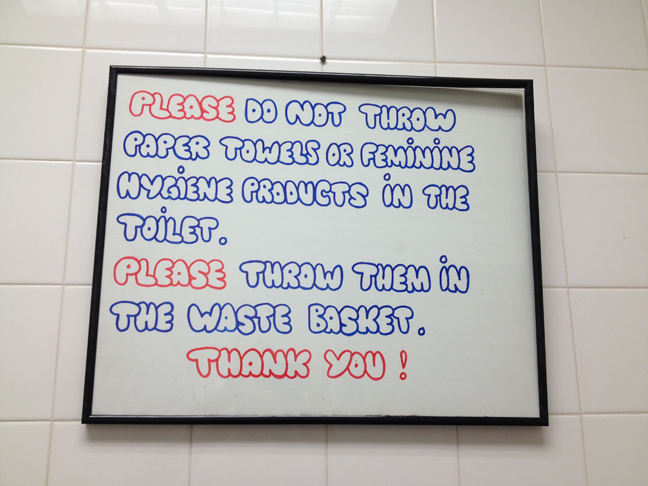 PLEASE DO NOT THROW
PAPER TOWELS OR FEMININE
HYGIENE PRODUCTS IN THE
TOILET.
PLEASE THROW THEM IN
THE WASTE BASKET.
THANK YOU !